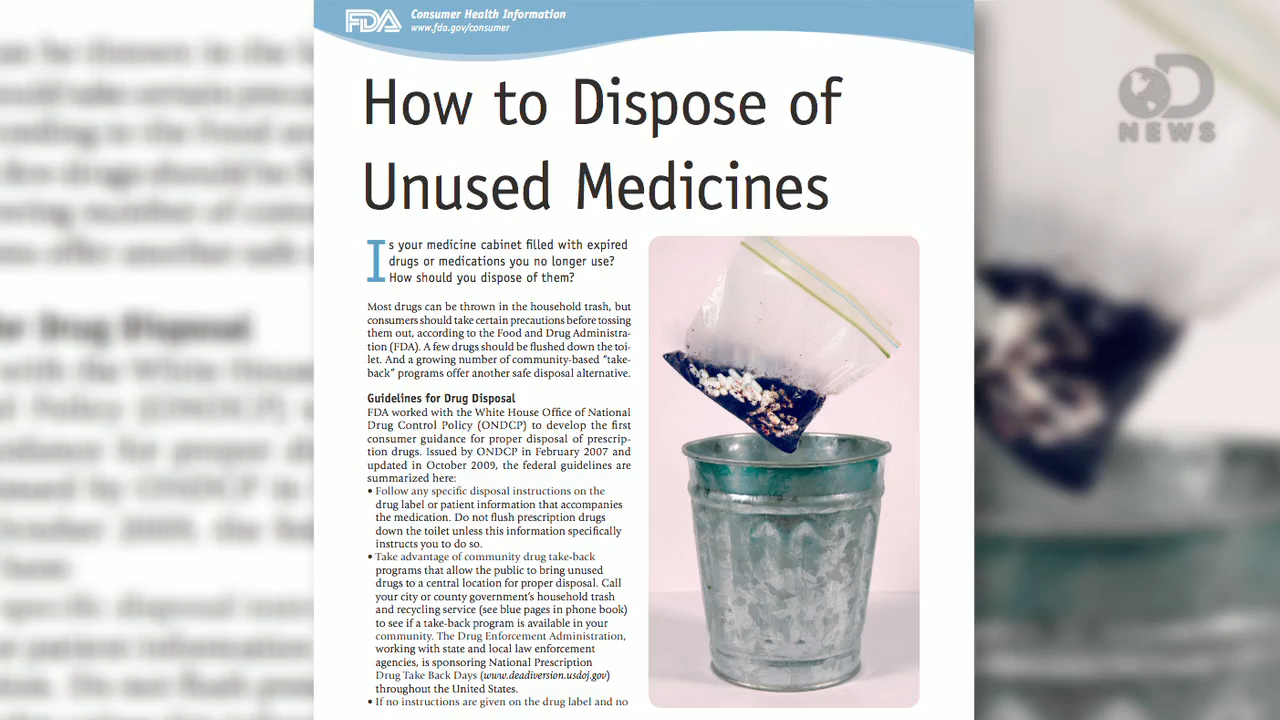 FDA Consumer Health Information
www.fda.gov/consumer
D
NEWS
How to Dispose of
Unused Medicines
Is your medicine cabinet filled with expired
drugs or medications you no longer use?
How should you dispose of them?
Most drugs can be thrown in the household trash, but
consumers should take certain precautions before tossing
them out, according to the Food and Drug Administra-
tion (FDA). A few drugs should be flushed down the toi-
let. And a growing number of community-based “take-
back” programs offer another safe disposal alternative.
Guidelines for Drug Disposal
FDA worked with the White House Office of National
Drug Control Policy (ONDCP) to develop the first
consumer guidance for proper disposal of prescrip-
tion drugs. Issued by ONDCP in February 2007 and
updated in October 2009, the federal guidelines are
summarized here:
• Follow any specific disposal instructions on the
drug label or patient information that accompanies
the medication. Do not flush prescription drugs
down the toilet unless this information specifically
instructs you to do so.
• Take advantage of community drug take-back
programs that allow the public to bring unused
drugs to a central location for proper disposal. Call
your city or county government’s household trash
and recycling service (see blue pages in phone book)
to see if a take-back program is available in your
community. The Drug Enforcement Administration,
working with state and local law enforcement
agencies, is sponsoring National Prescription
Drug Take Back Days (www.deadiversion.usdoj.gov)
throughout the United States.
• If no instructions are given on the drug label and no